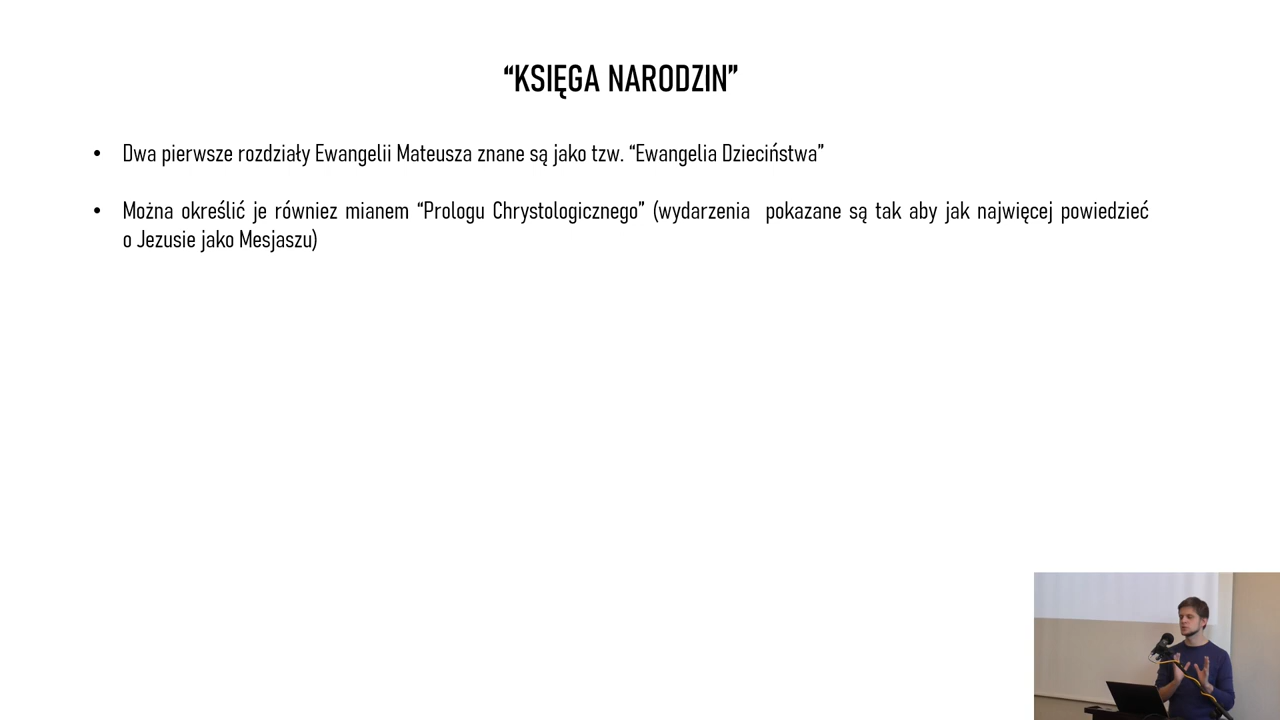 “KSIĘGA NARODZIN”
• Dwa pierwsze rozdziały Ewangelii Mateusza znane są jako tzw. “Ewangelia Dzieciństwa”
• Można określić je równiez mianem “Prologu Chrystologicznego” (wydarzenia pokazane są tak aby jak najwięcej powiedzieć
o Jezusie jako Mesjaszu)